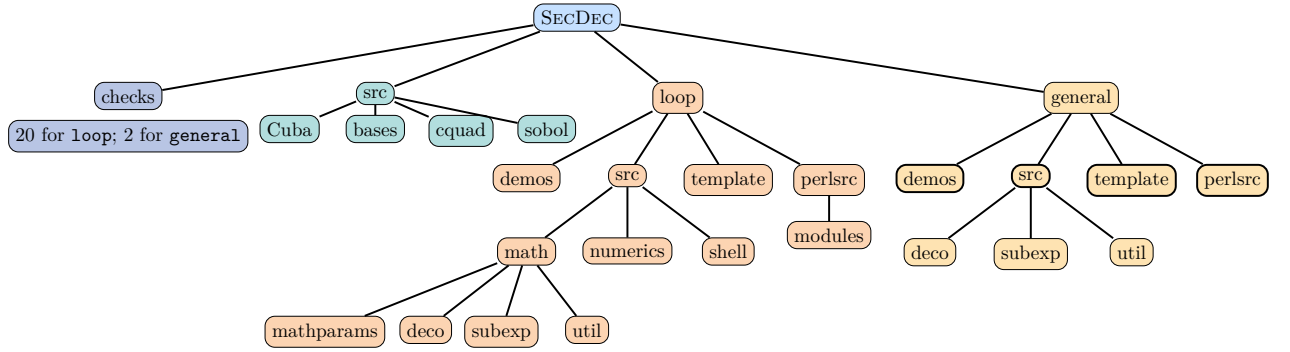 SECDEC
checks
src
loop
general
20 for loop; 2 for general
Cuba
bases
cquad
sobol
demos
src
template
perlsrc
demos
src
template
perlsrc
math
numerics
shell
modules
deco
subexp
util
mathparams
deco
subexp
util